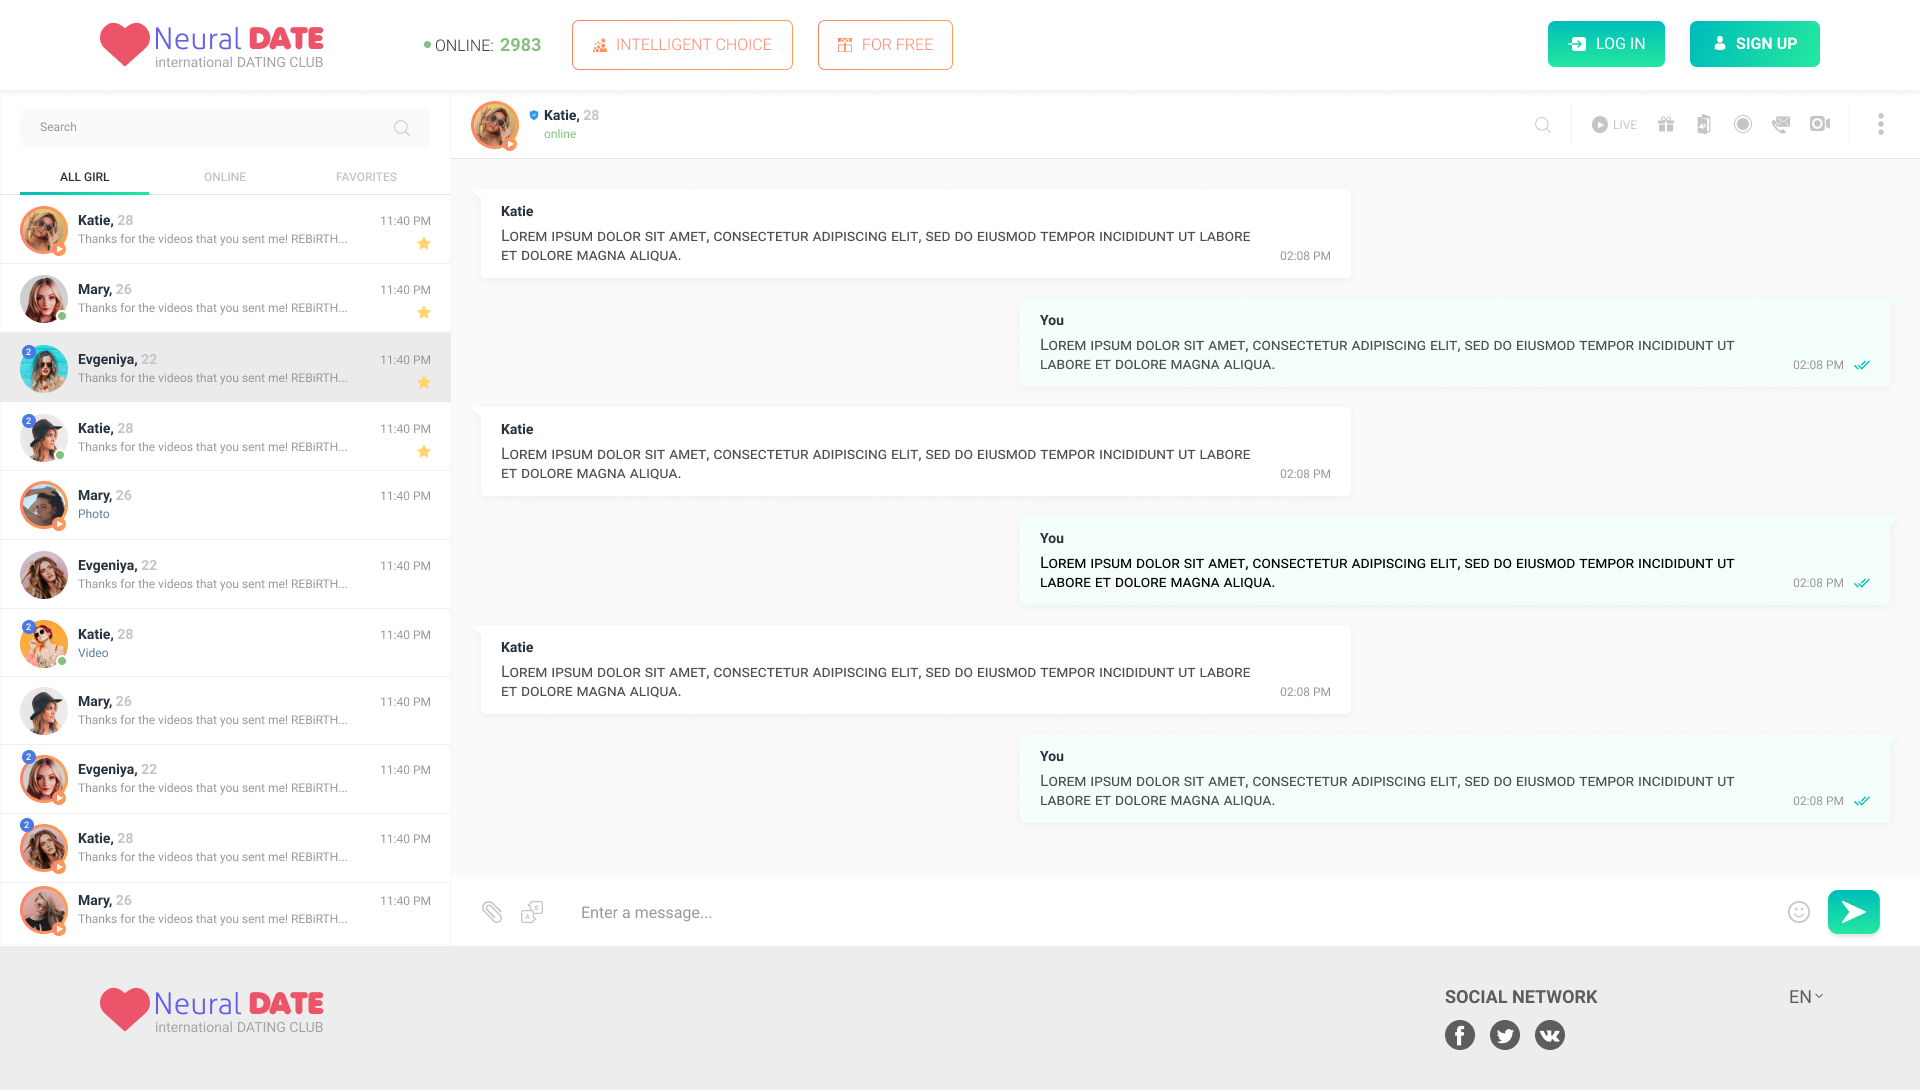 Neural DATE
international DATING CLUB
ONLINE: 2983
INTELLIGENT CHOICE
FOR FREE
LOG IN
SIGN UP
Search
ALL GIRL
ONLINE
FAVORITES
Katie, 28
11:40 PM
Thanks for the videos that you sent me! REBiRTH...
Mary, 26
11:40 PM
Thanks for the videos that you sent me! REBiRTH...
2
Evgeniya, 22
11:40 PM
Thanks for the videos that you sent me! REBiRTH...
2
Katie, 28
11:40 PM
Thanks for the videos that you sent me! REBiRTH...
Mary, 26
11:40 PM
Photo
Evgeniya, 22
11:40 PM
Thanks for the videos that you sent me! REBiRTH...
2
Katie, 28
11:40 PM
Video
Mary, 26
11:40 PM
Thanks for the videos that you sent me! REBiRTH...
2
Evgeniya, 22
11:40 PM
Thanks for the videos that you sent me! REBiRTH...
2
Katie, 28
11:40 PM
Thanks for the videos that you sent me! REBiRTH...
Mary, 26
11:40 PM
Thanks for the videos that you sent me! REBiRTH...
Katie, 28
online
LIVE
Katie
Lorem ipsum dolor sit amet, consectetur adipiscing elit, sed do eiusmod tempor incididunt ut labore
et dolore magna aliqua.
02:08 PM
You
Lorem ipsum dolor sit amet, consectetur adipiscing elit, sed do eiusmod tempor incididunt ut
labore et dolore magna aliqua.
02:08 PM
Katie
Lorem ipsum dolor sit amet, consectetur adipiscing elit, sed do eiusmod tempor incididunt ut labore
et dolore magna aliqua.
02:08 PM
You
Lorem ipsum dolor sit amet, consectetur adipiscing elit, sed do eiusmod tempor incididunt ut
labore et dolore magna aliqua.
02:08 PM
Katie
Lorem ipsum dolor sit amet, consectetur adipiscing elit, sed do eiusmod tempor incididunt ut labore
et dolore magna aliqua.
02:08 PM
You
Lorem ipsum dolor sit amet, consectetur adipiscing elit, sed do eiusmod tempor incididunt ut
labore et dolore magna aliqua.
02:08 PM
Enter a message...
Neural DATE
international DATING CLUB
SOCIAL NETWORK
EN